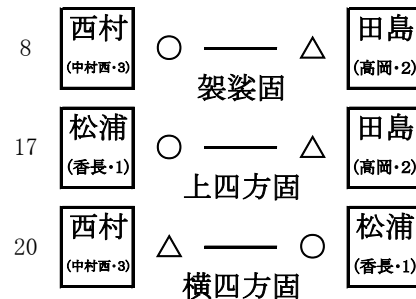 8 西村 ○ ― △ 田島
(中村西・3) 袈裟固 (高岡・2)
17 松浦 ○ ― △ 田島
(香長・1) 上四方固 (高岡・2)
20 西村 △ ― ○ 松浦
(中村西・3) 横四方固 (香長・1)